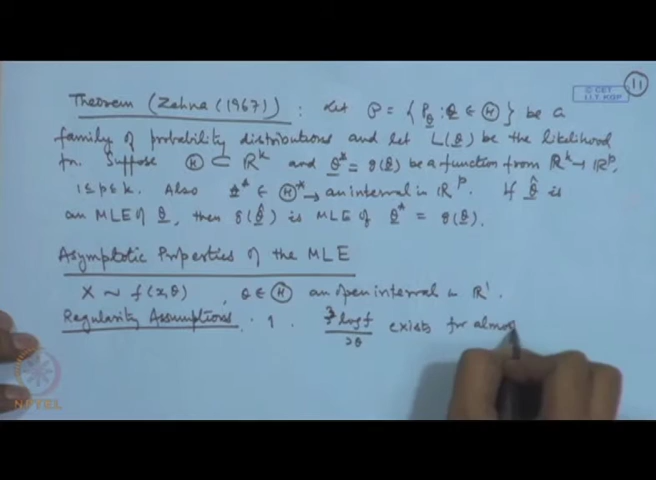 © CET
I.I.T. KGP
11
Theorem (Zehna (1967)) : Let 𝒫 = { P_θ : θ ∈ Ⓗ } be a
family of probability distributions and let L(θ) be the likelihood
fn. Suppose Ⓗ ⊂ ℝ^k and θ* = g(θ) be a function from ℝ^k → ℝ^p,
1 ≤ p ≤ k. Also θ* ∈ Ⓗ* → an interval in ℝ^p. If θ̂ is
an MLE of θ, then g(θ̂) is MLE of θ* = g(θ).
Asymptotic Properties of the MLE
X ~ f(x,θ) , θ ∈ Ⓗ an open interval in ℝ'.
Regularity Assumptions. 1. ∂ log f / ∂θ exists for almos
NPTEL